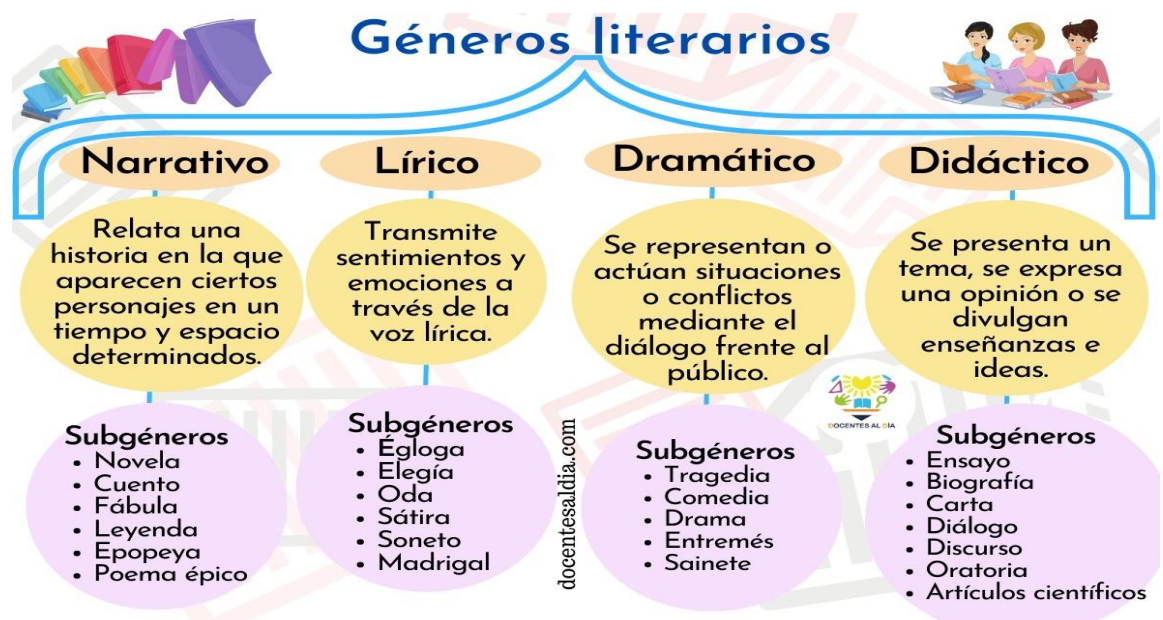 Géneros literarios
Narrativo
Relata una
historia en la que
aparecen ciertos
personajes en un
tiempo y espacio
determinados.
Subgéneros
• Novela
• Cuento
• Fábula
• Leyenda
• Epopeya
• Poema épico
Lírico
Transmite
sentimientos y
emociones a
través de la
voz lírica.
Subgéneros
• Égloga
• Elegía
• Oda
• Sátira
• Soneto
• Madrigal
docentesaldia.com
Dramático
Se representan o
actúan situaciones
o conflictos
mediante el
diálogo frente al
público.
Subgéneros
• Tragedia
• Comedia
• Drama
• Entremés
• Sainete
DOCENTES AL DÍA
Didáctico
Se presenta un
tema, se expresa
una opinión o se
divulgan
enseñanzas e
ideas.
Subgéneros
• Ensayo
• Biografía
• Carta
• Diálogo
• Discurso
• Oratoria
• Artículos científicos